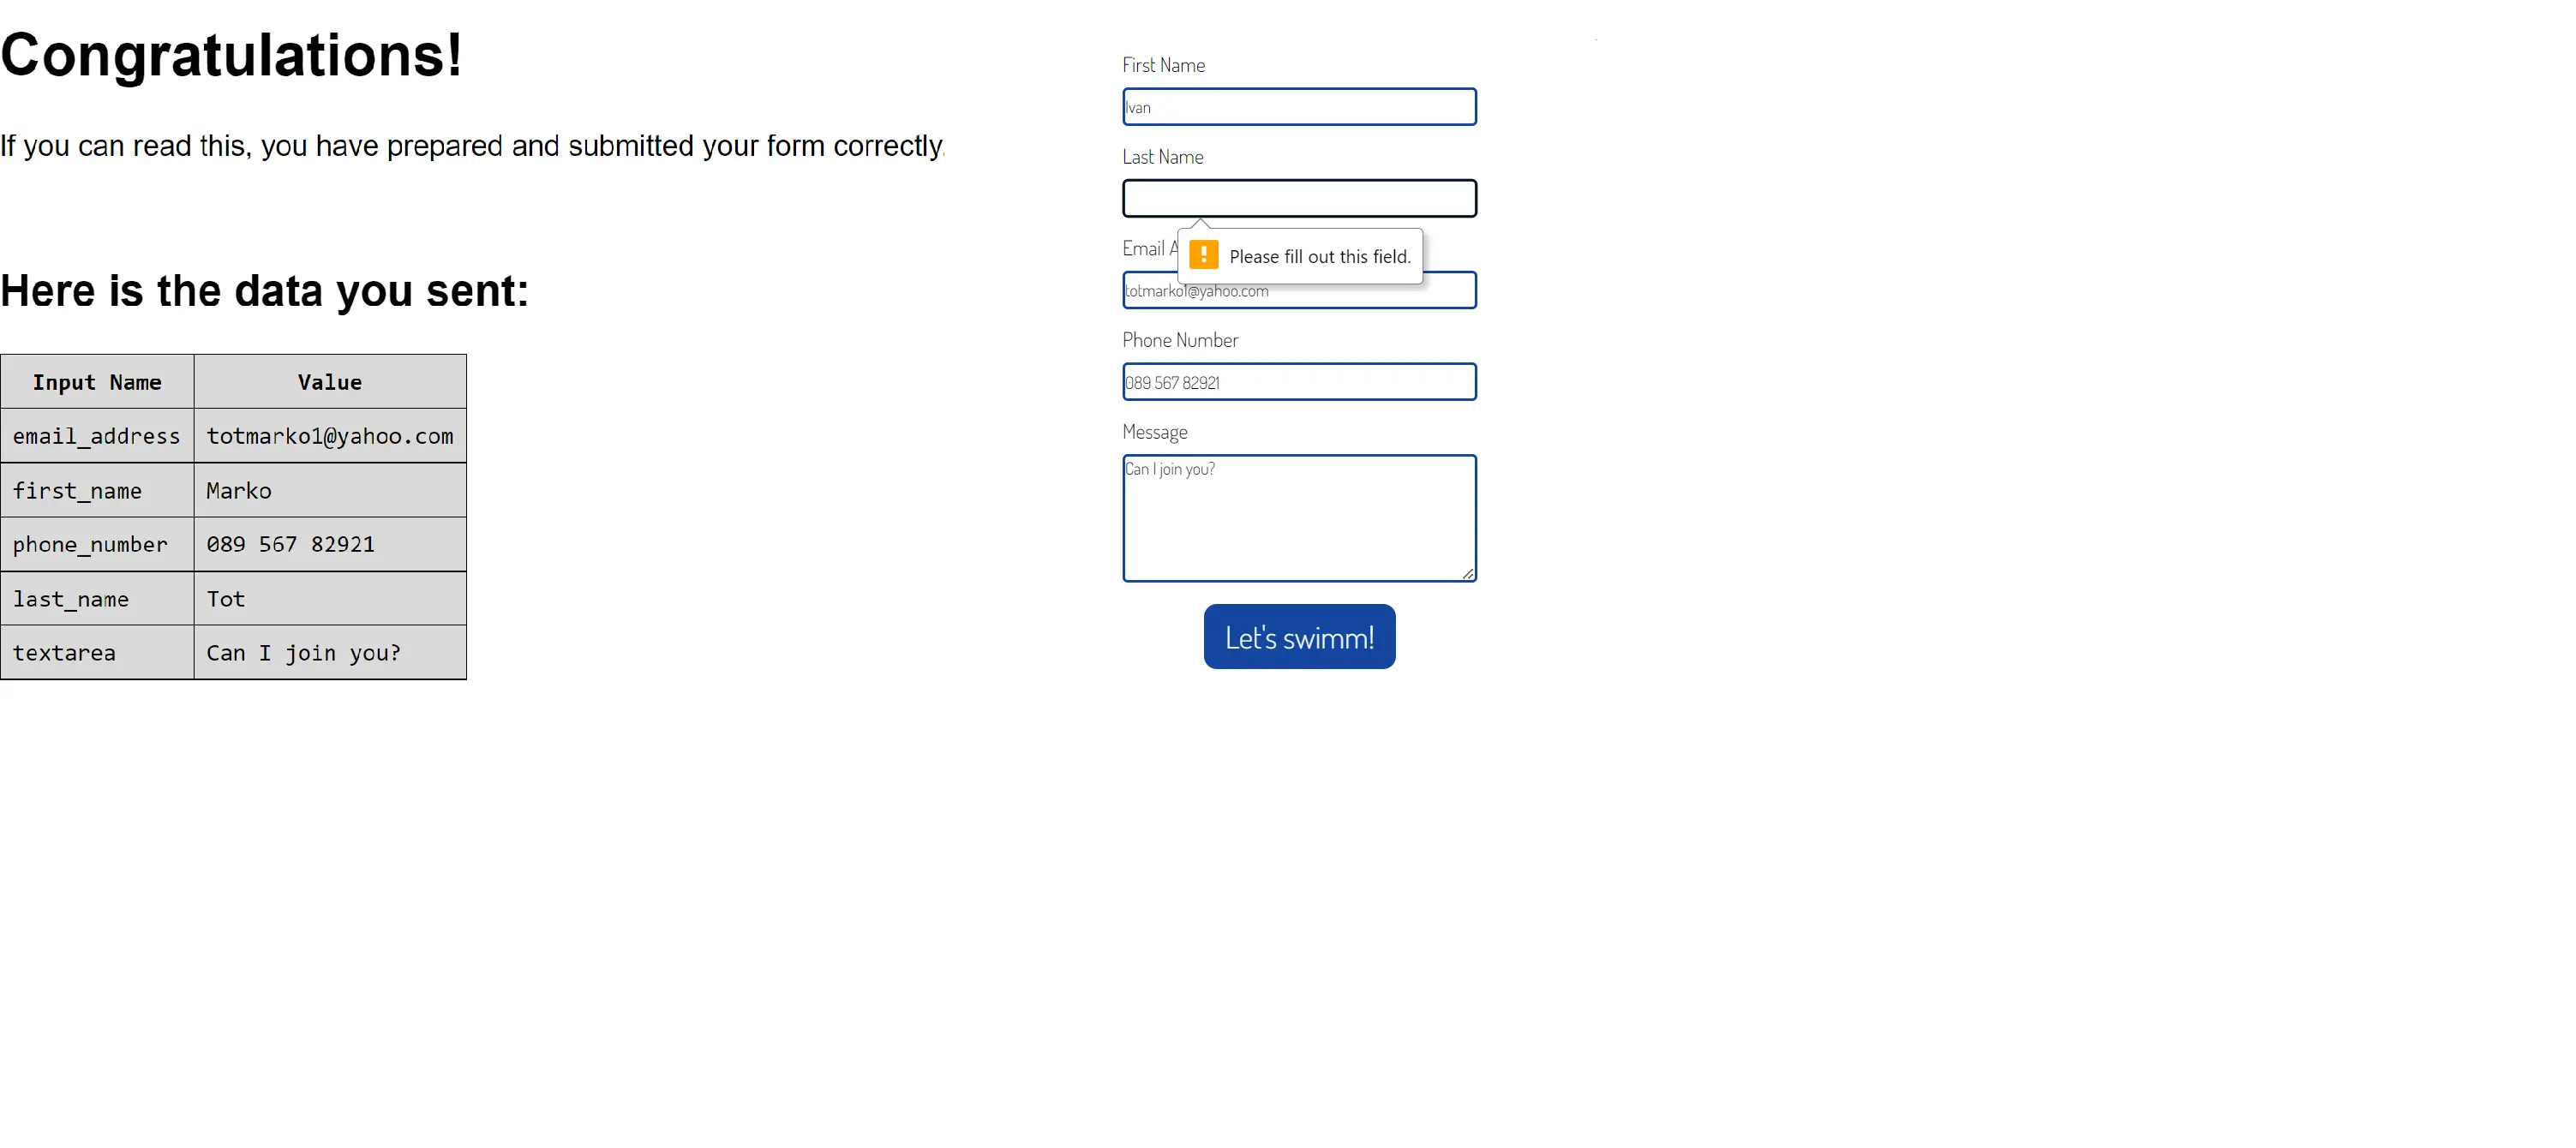 Congratulations!
If you can read this, you have prepared and submitted your form correctly.
Here is the data you sent:
Input Name Value
email_address totmarko1@yahoo.com
first_name Marko
phone_number 089 567 82921
last_name Tot
textarea Can I join you?
First Name
Ivan
Last Name
Email A
Please fill out this field.
totmarko1@yahoo.com
Phone Number
089 567 82921
Message
Can I join you?
Let's swimm!